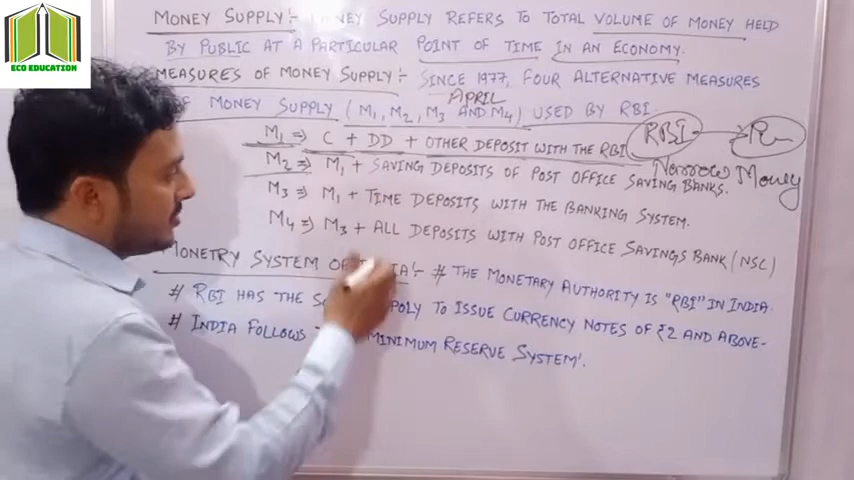 ECO EDUCATION
MONEY SUPPLY :- MONEY SUPPLY REFERS TO TOTAL VOLUME OF MONEY HELD
BY PUBLIC AT A PARTICULAR POINT OF TIME IN AN ECONOMY.
MEASURES OF MONEY SUPPLY :- SINCE 1977, FOUR ALTERNATIVE MEASURES
APRIL
OF MONEY SUPPLY (M1, M2, M3 AND M4) USED BY RBI.
M1 => C + DD + OTHER DEPOSIT WITH THE RBI RBI
M2 => M1 + SAVING DEPOSITS OF POST OFFICE SAVING BANKS.
Narrow Money
M3 => M1 + TIME DEPOSITS WITH THE BANKING SYSTEM.
M4 => M3 + ALL DEPOSITS WITH POST OFFICE SAVINGS BANK (NSC)
MONETRY SYSTEM :- # THE MONETARY AUTHORITY IS "RBI" IN INDIA.
# RBI HAS THE TO ISSUE CURRENCY NOTES OF ₹2 AND ABOVE-
# INDIA FOLLOWS MINIMUM RESERVE SYSTEM'.